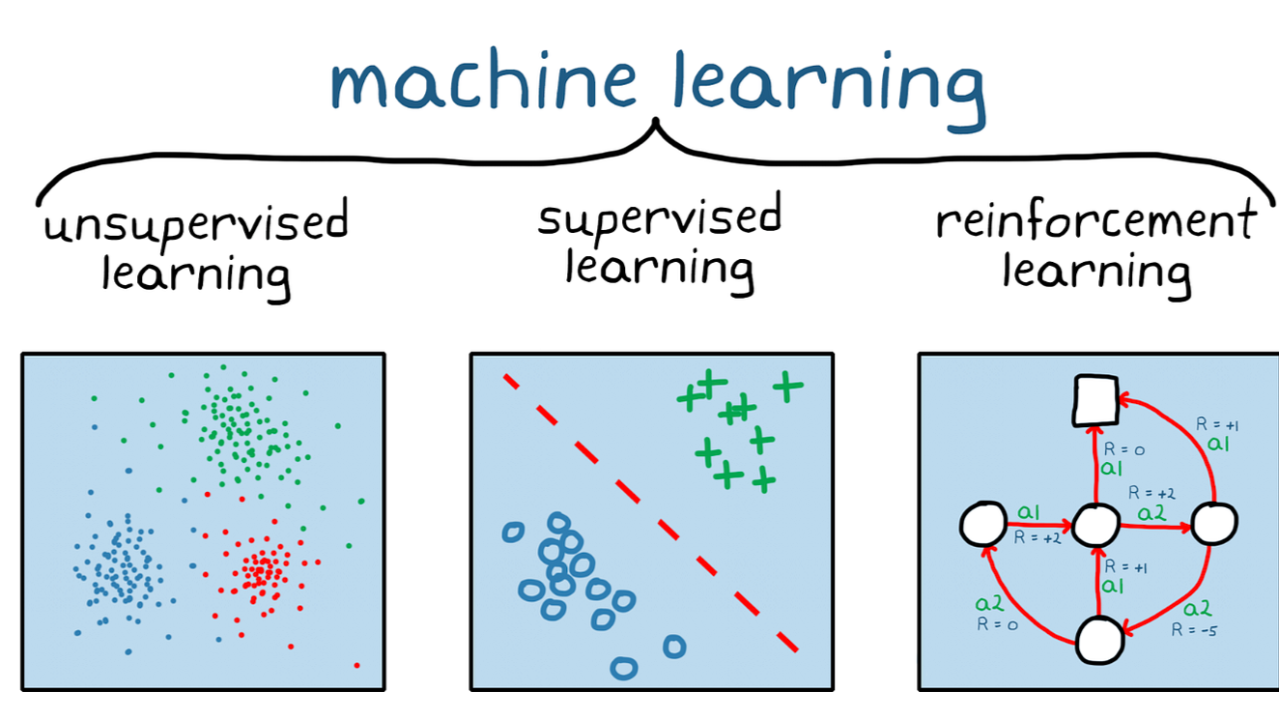 machine learning
unsupervised
learning
supervised
learning
reinforcement
learning
R = +1
a1
R = 0
a1
R = +2
a2
a1
R = +2
R = +1
a1
a2
R = 0
a2
R = -5